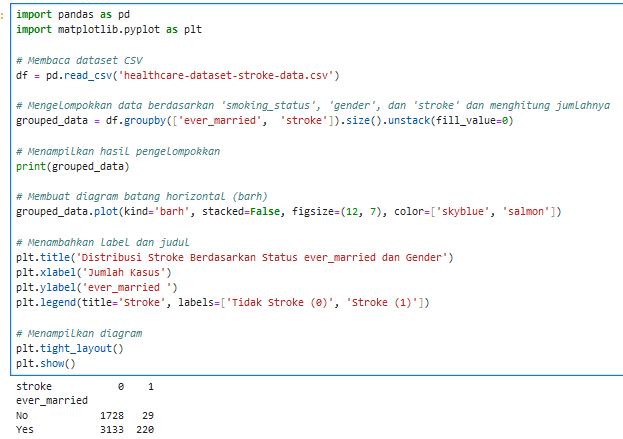 :
import pandas as pd
import matplotlib.pyplot as plt
# Membaca dataset CSV
df = pd.read_csv('healthcare-dataset-stroke-data.csv')
# Mengelompokkan data berdasarkan 'smoking_status', 'gender', dan 'stroke' dan menghitung jumlahnya
grouped_data = df.groupby(['ever_married',  'stroke']).size().unstack(fill_value=0)
# Menampilkan hasil pengelompokkan
print(grouped_data)
# Membuat diagram batang horizontal (barh)
grouped_data.plot(kind='barh', stacked=False, figsize=(12, 7), color=['skyblue', 'salmon'])
# Menambahkan label dan judul
plt.title('Distribusi Stroke Berdasarkan Status ever_married dan Gender')
plt.xlabel('Jumlah Kasus')
plt.ylabel('ever_married ')
plt.legend(title='Stroke', labels=['Tidak Stroke (0)', 'Stroke (1)'])
# Menampilkan diagram
plt.tight_layout()
plt.show()
stroke           0    1
ever_married
No            1728   29
Yes           3133  220